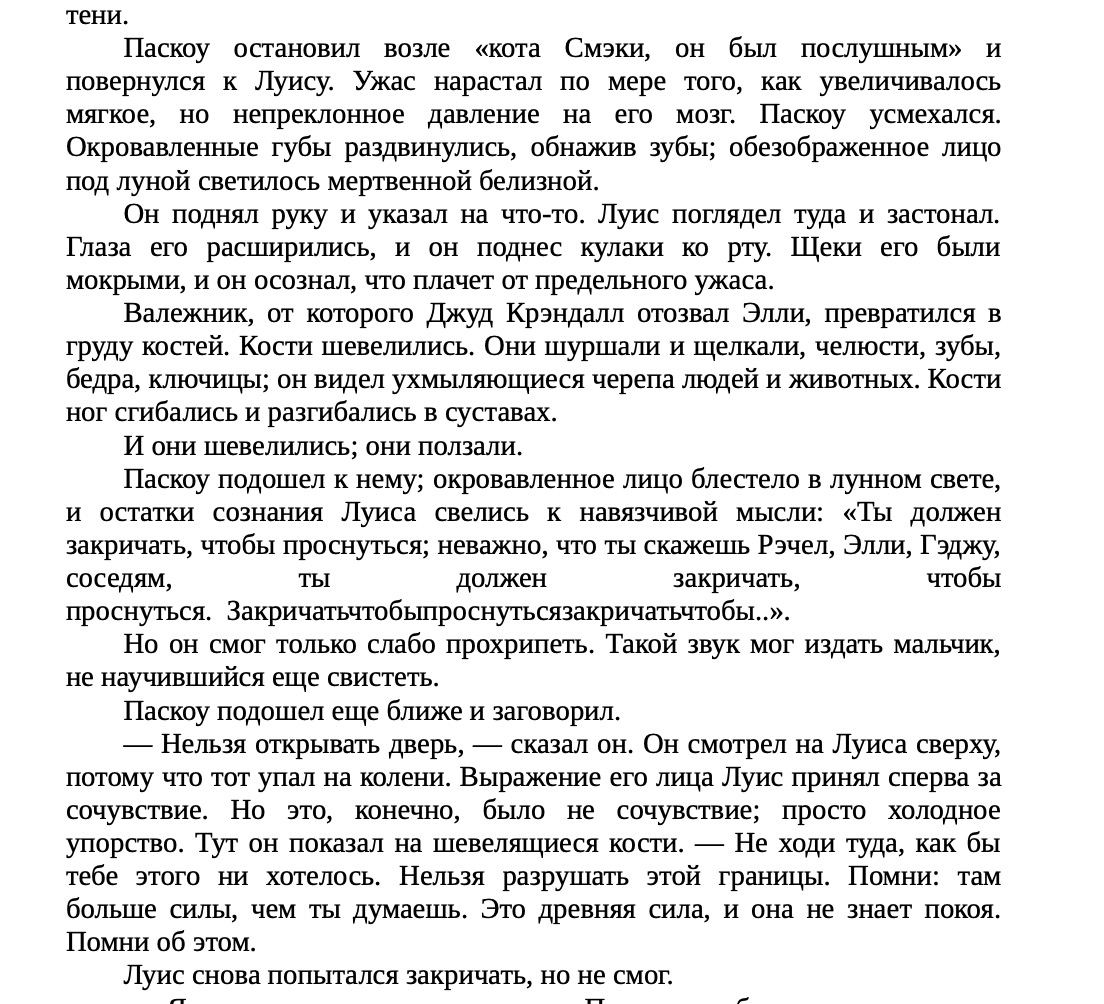 тени.
Паскоу остановил возле «кота Смэки, он был послушным» и
повернулся к Луису. Ужас нарастал по мере того, как увеличивалось
мягкое, но непреклонное давление на его мозг. Паскоу усмехался.
Окровавленные губы раздвинулись, обнажив зубы; обезображенное лицо
под луной светилось мертвенной белизной.
Он поднял руку и указал на что-то. Луис поглядел туда и застонал.
Глаза его расширились, и он поднес кулаки ко рту. Щеки его были
мокрыми, и он осознал, что плачет от предельного ужаса.
Валежник, от которого Джуд Крэндалл отозвал Элли, превратился в
груду костей. Кости шевелились. Они шуршали и щелкали, челюсти, зубы,
бедра, ключицы; он видел ухмыляющиеся черепа людей и животных. Кости
ног сгибались и разгибались в суставах.
И они шевелились; они ползали.
Паскоу подошел к нему; окровавленное лицо блестело в лунном свете,
и остатки сознания Луиса свелись к навязчивой мысли: «Ты должен
закричать, чтобы проснуться; неважно, что ты скажешь Рэчел, Элли, Гэджу,
соседям, ты должен закричать, чтобы
проснуться. Закричатьчтобыпроснутьсязакричатьчтобы..».
Но он смог только слабо прохрипеть. Такой звук мог издать мальчик,
не научившийся еще свистеть.
Паскоу подошел еще ближе и заговорил.
— Нельзя открывать дверь, — сказал он. Он смотрел на Луиса сверху,
потому что тот упал на колени. Выражение его лица Луис принял сперва за
сочувствие. Но это, конечно, было не сочувствие; просто холодное
упорство. Тут он показал на шевелящиеся кости. — Не ходи туда, как бы
тебе этого ни хотелось. Нельзя разрушать этой границы. Помни: там
больше силы, чем ты думаешь. Это древняя сила, и она не знает покоя.
Помни об этом.
Луис снова попытался закричать, но не смог.